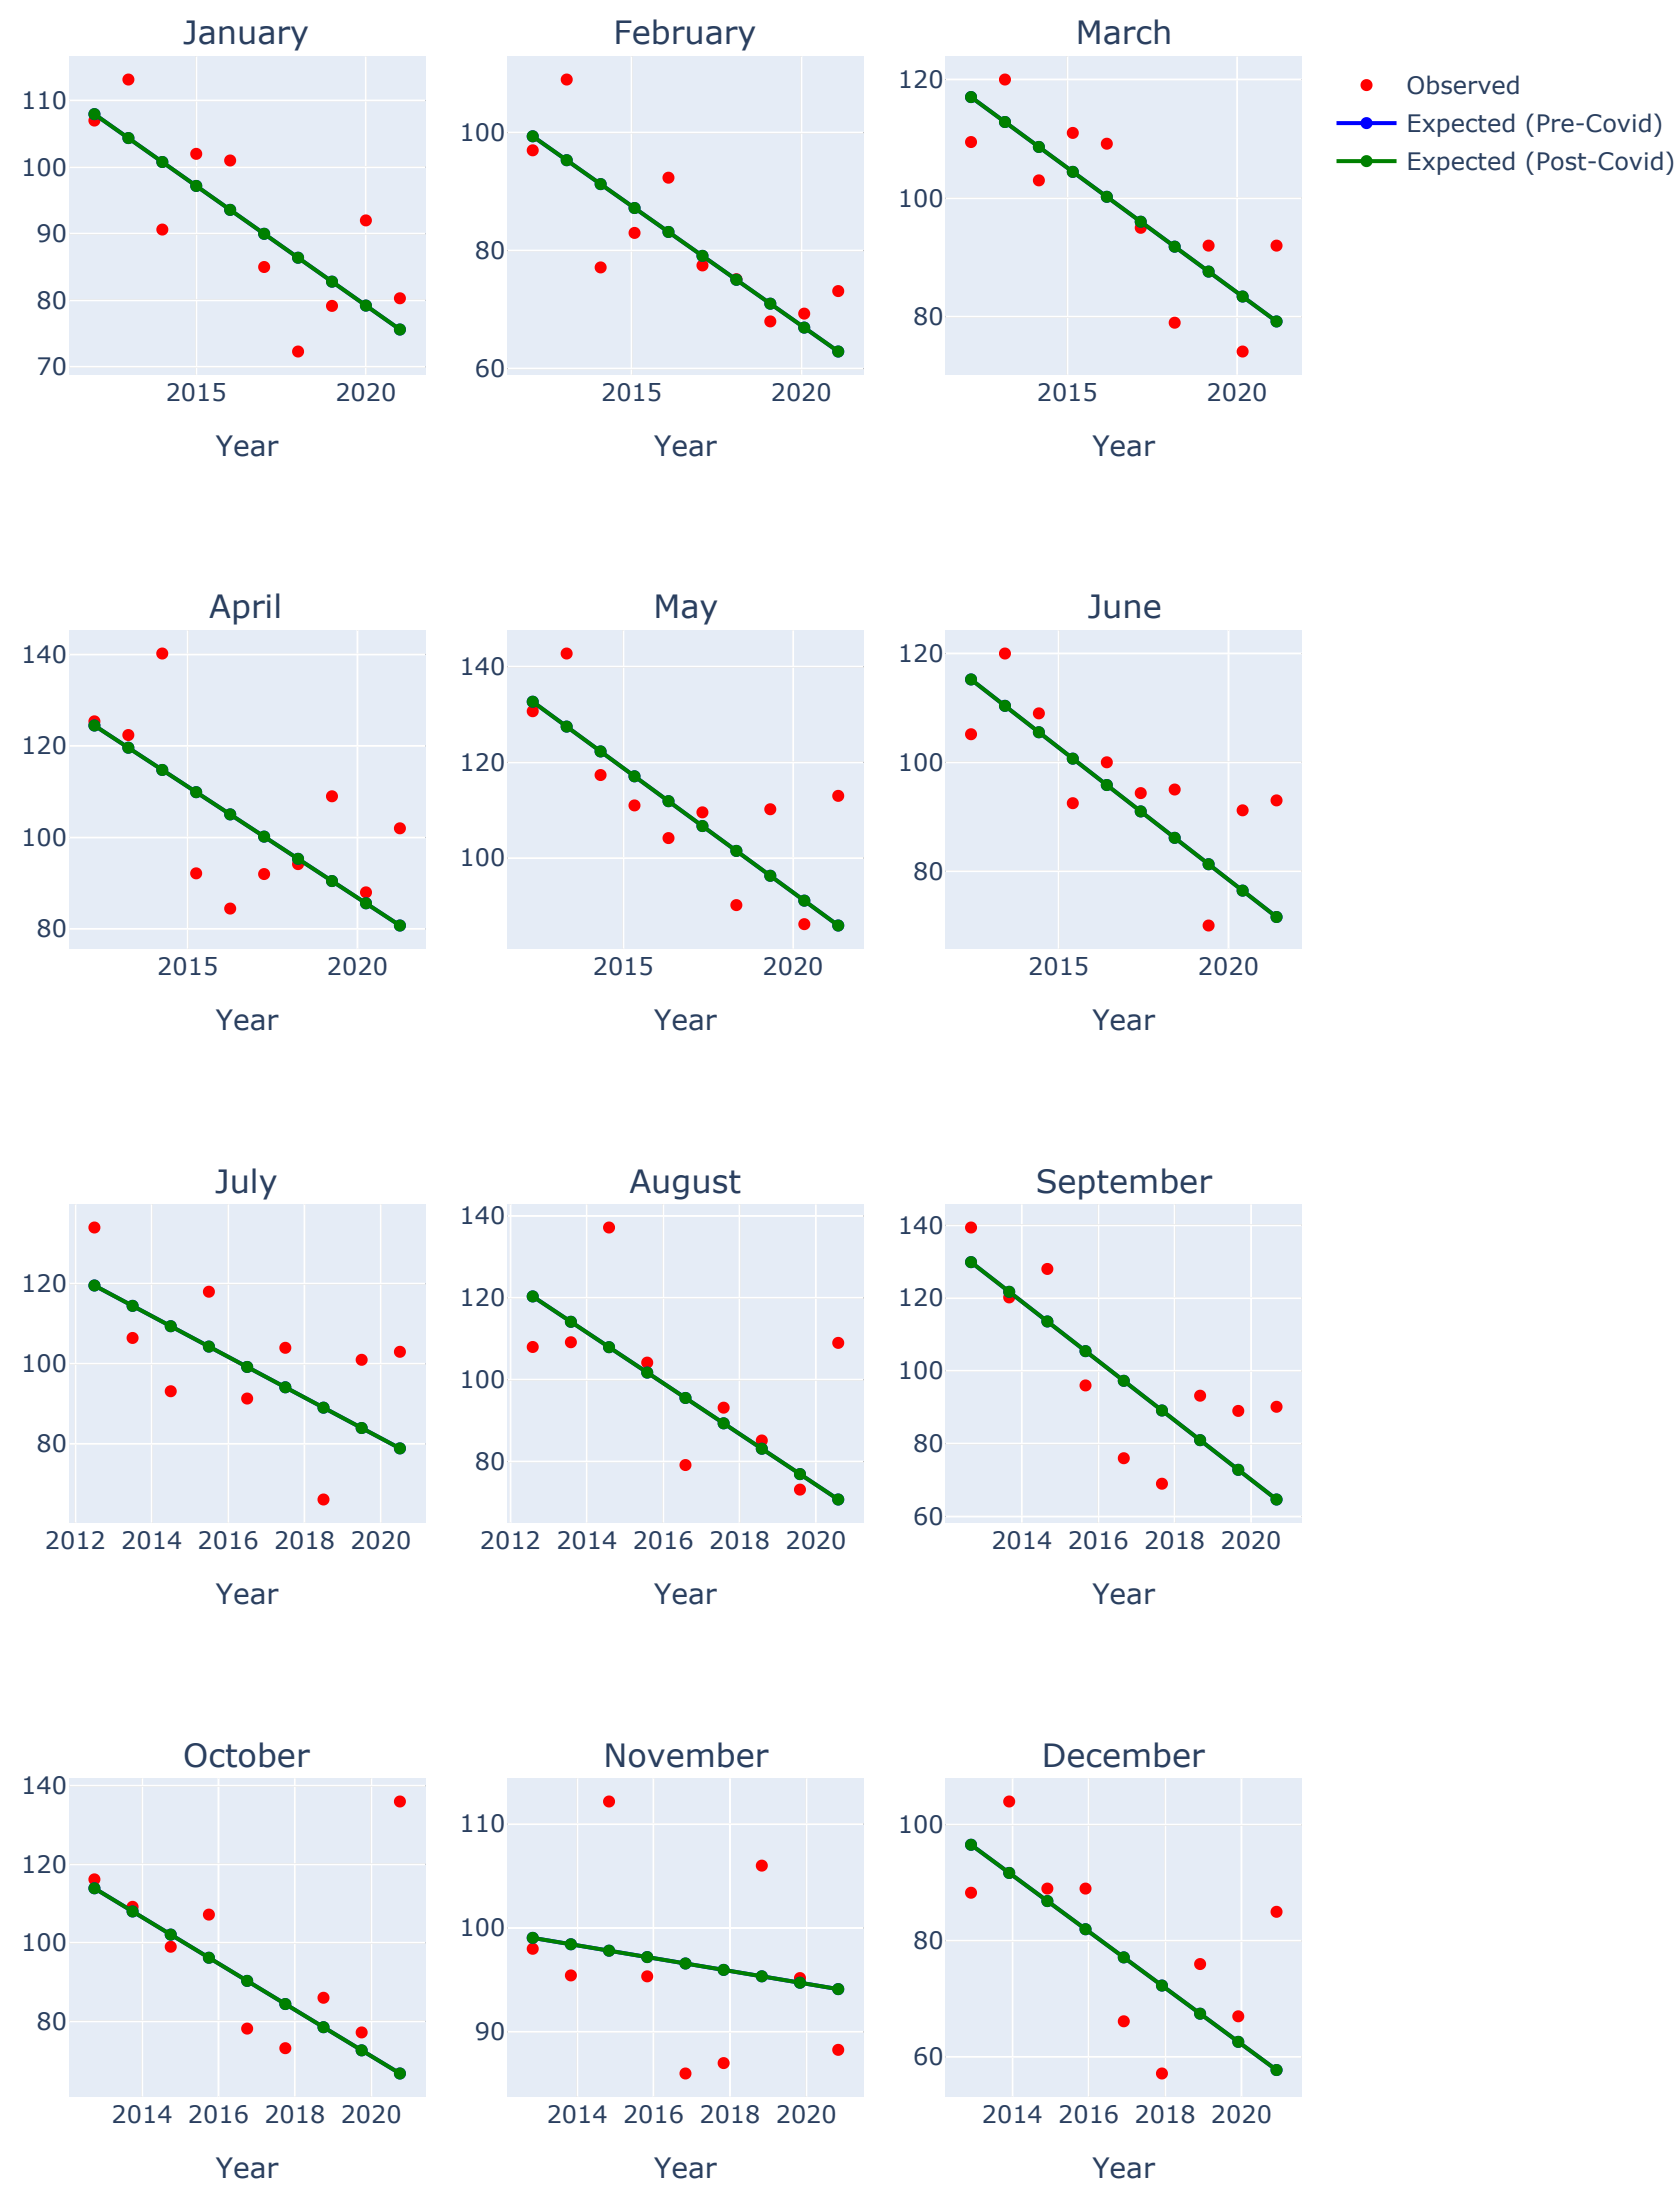 January February March
110
100
90
80
70
2015 2020
Year
100
80
60
2015 2020
Year
120
100
80
2015 2020
Year
Observed
Expected (Pre-Covid)
Expected (Post-Covid)
April May June
140
120
100
80
2015 2020
Year
140
120
100
2015 2020
Year
120
100
80
2015 2020
Year
July August September
120
100
80
2012 2014 2016 2018 2020
Year
140
120
100
80
2012 2014 2016 2018 2020
Year
140
120
100
80
60
2014 2016 2018 2020
Year
October November December
140
120
100
80
2014 2016 2018 2020
Year
110
100
90
2014 2016 2018 2020
Year
100
80
60
2014 2016 2018 2020
Year